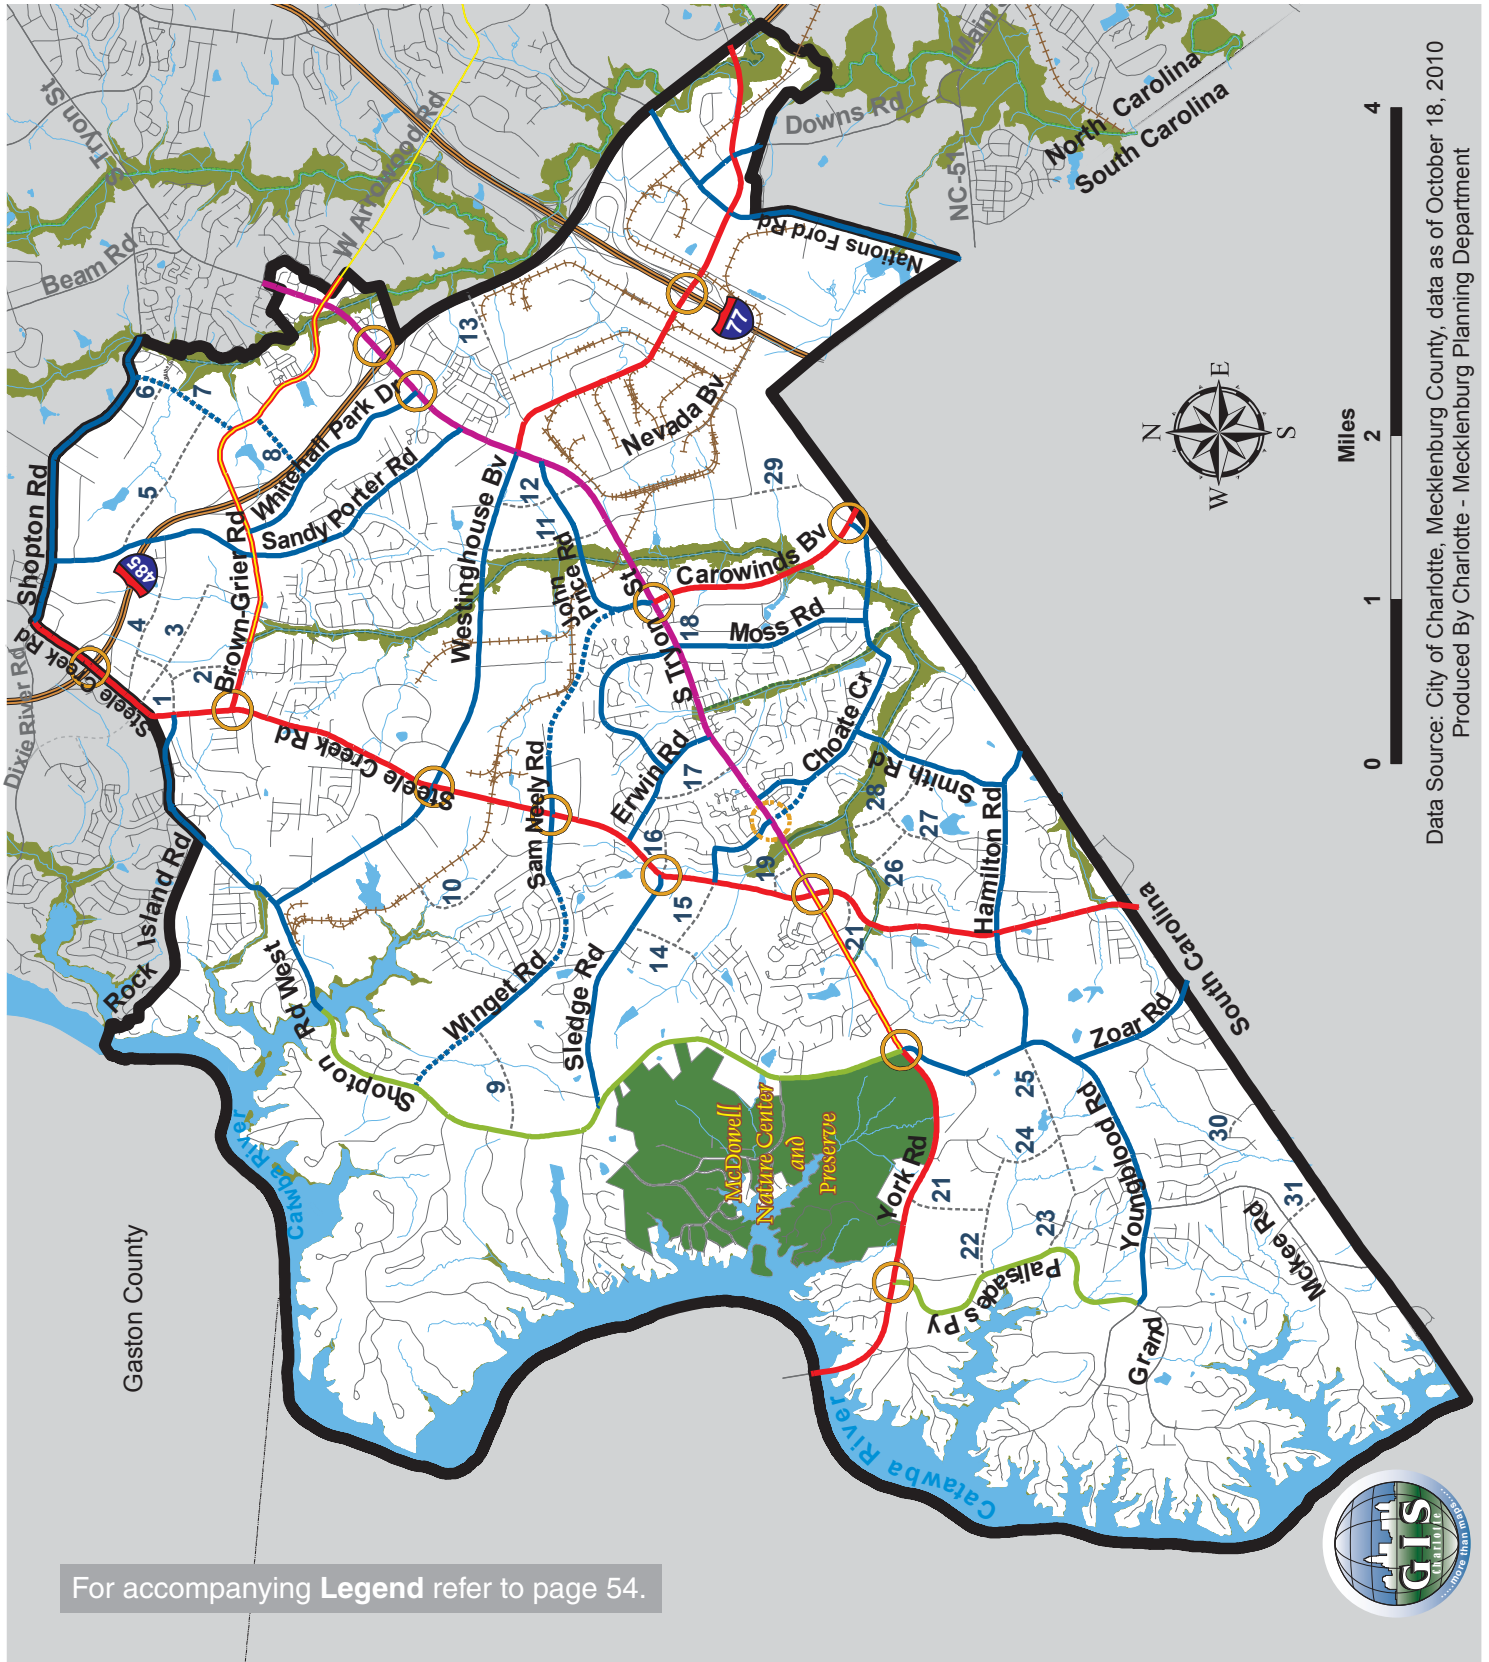 S Tryon St
Beam Rd
W Arrowood Rd
Main S
Downs Rd
NC-51
North Carolina
South Carolina
Nations Ford Rd
77
Shopton Rd
6
7
5
8
13
Whitehall Park Dr
Sandy Porter Rd
485
Brown-Grier Rd
Dixie River Rd
Steele Creek Rd
4
3
2
1
Westinghouse Bv
12
11
John
Price Rd
Nevada Bv
29
Carowinds Bv
S Tryon St
18
Moss Rd
Steele Creek Rd
Sam Neely Rd
Erwin Rd
17
Choate Cr
Smith Rd
28
27
26
Hamilton Rd
16
15
14
19
21
10
Rock Island Rd
Shopton Rd West
Winget Rd
Sledge Rd
9
Catawba River
Gaston County
McDowell
Nature Center
and
Preserve
York Rd
21
22
23
24
25
Zoar Rd
South Carolina
Youngblood Rd
30
31
McKee Rd
Grand Palisades Py
Catawba River
N
E
S
W
Miles
0 1 2 4
Data Source: City of Charlotte, Mecklenburg County, data as of October 18, 2010
Produced By Charlotte - Mecklenburg Planning Department
For accompanying Legend refer to page 54.
GIS
Charlotte
.....more than maps.....